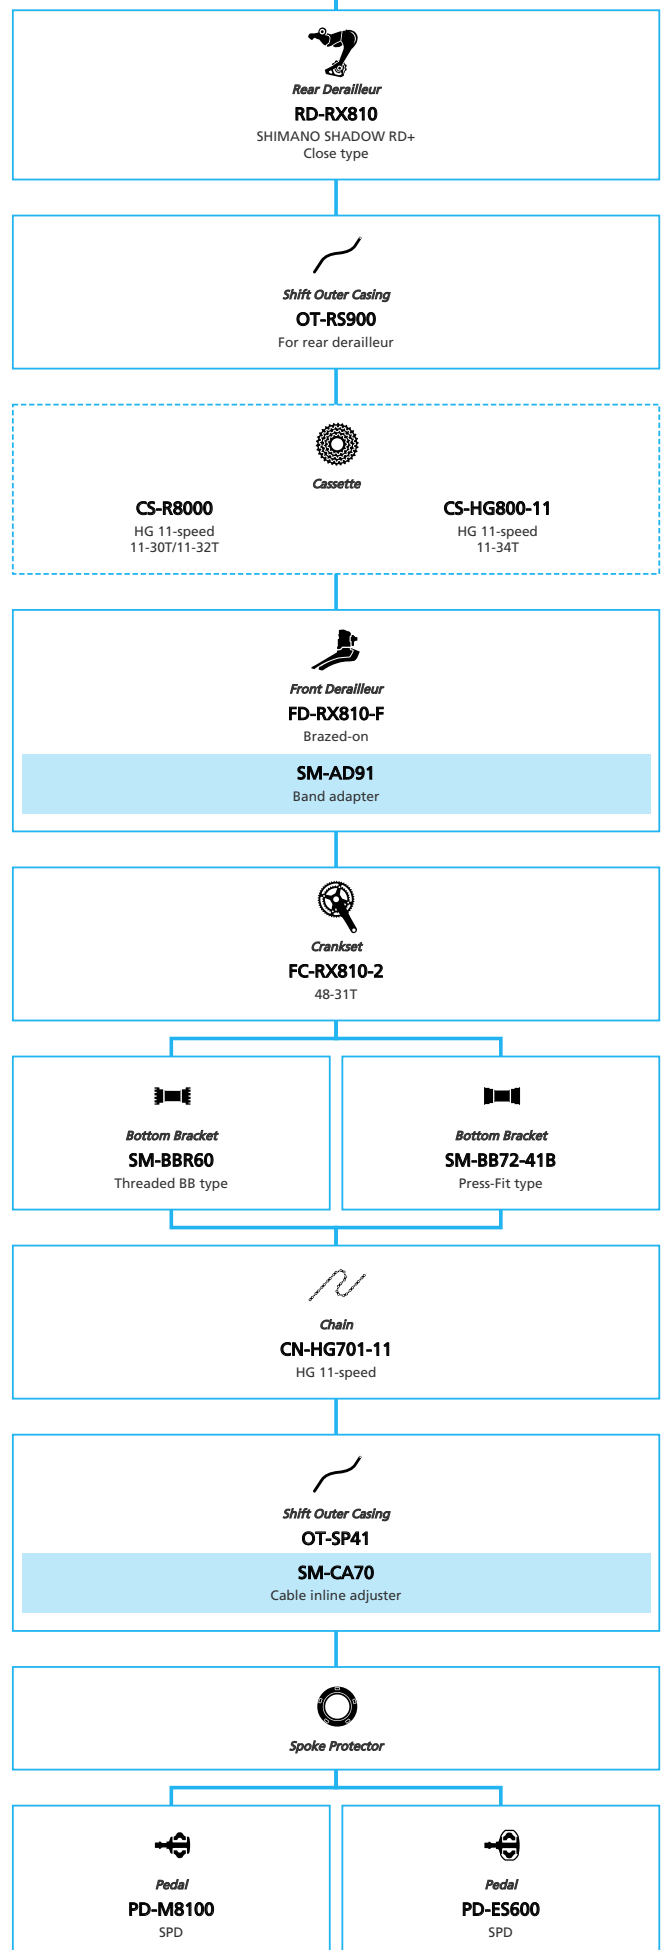 Rear Derailleur
RD-RX810
SHIMANO SHADOW RD+
Close type
Shift Outer Casing
OT-RS900
For rear derailleur
Cassette
CS-R8000
HG 11-speed
11-30T/11-32T
CS-HG800-11
HG 11-speed
11-34T
Front Derailleur
FD-RX810-F
Brazed-on
SM-AD91
Band adapter
Crankset
FC-RX810-2
48-31T
Bottom Bracket
SM-BBR60
Threaded BB type
Bottom Bracket
SM-BB72-41B
Press-Fit type
Chain
CN-HG701-11
HG 11-speed
Shift Outer Casing
OT-SP41
SM-CA70
Cable inline adjuster
Spoke Protector
Pedal
PD-M8100
SPD
Pedal
PD-ES600
SPD